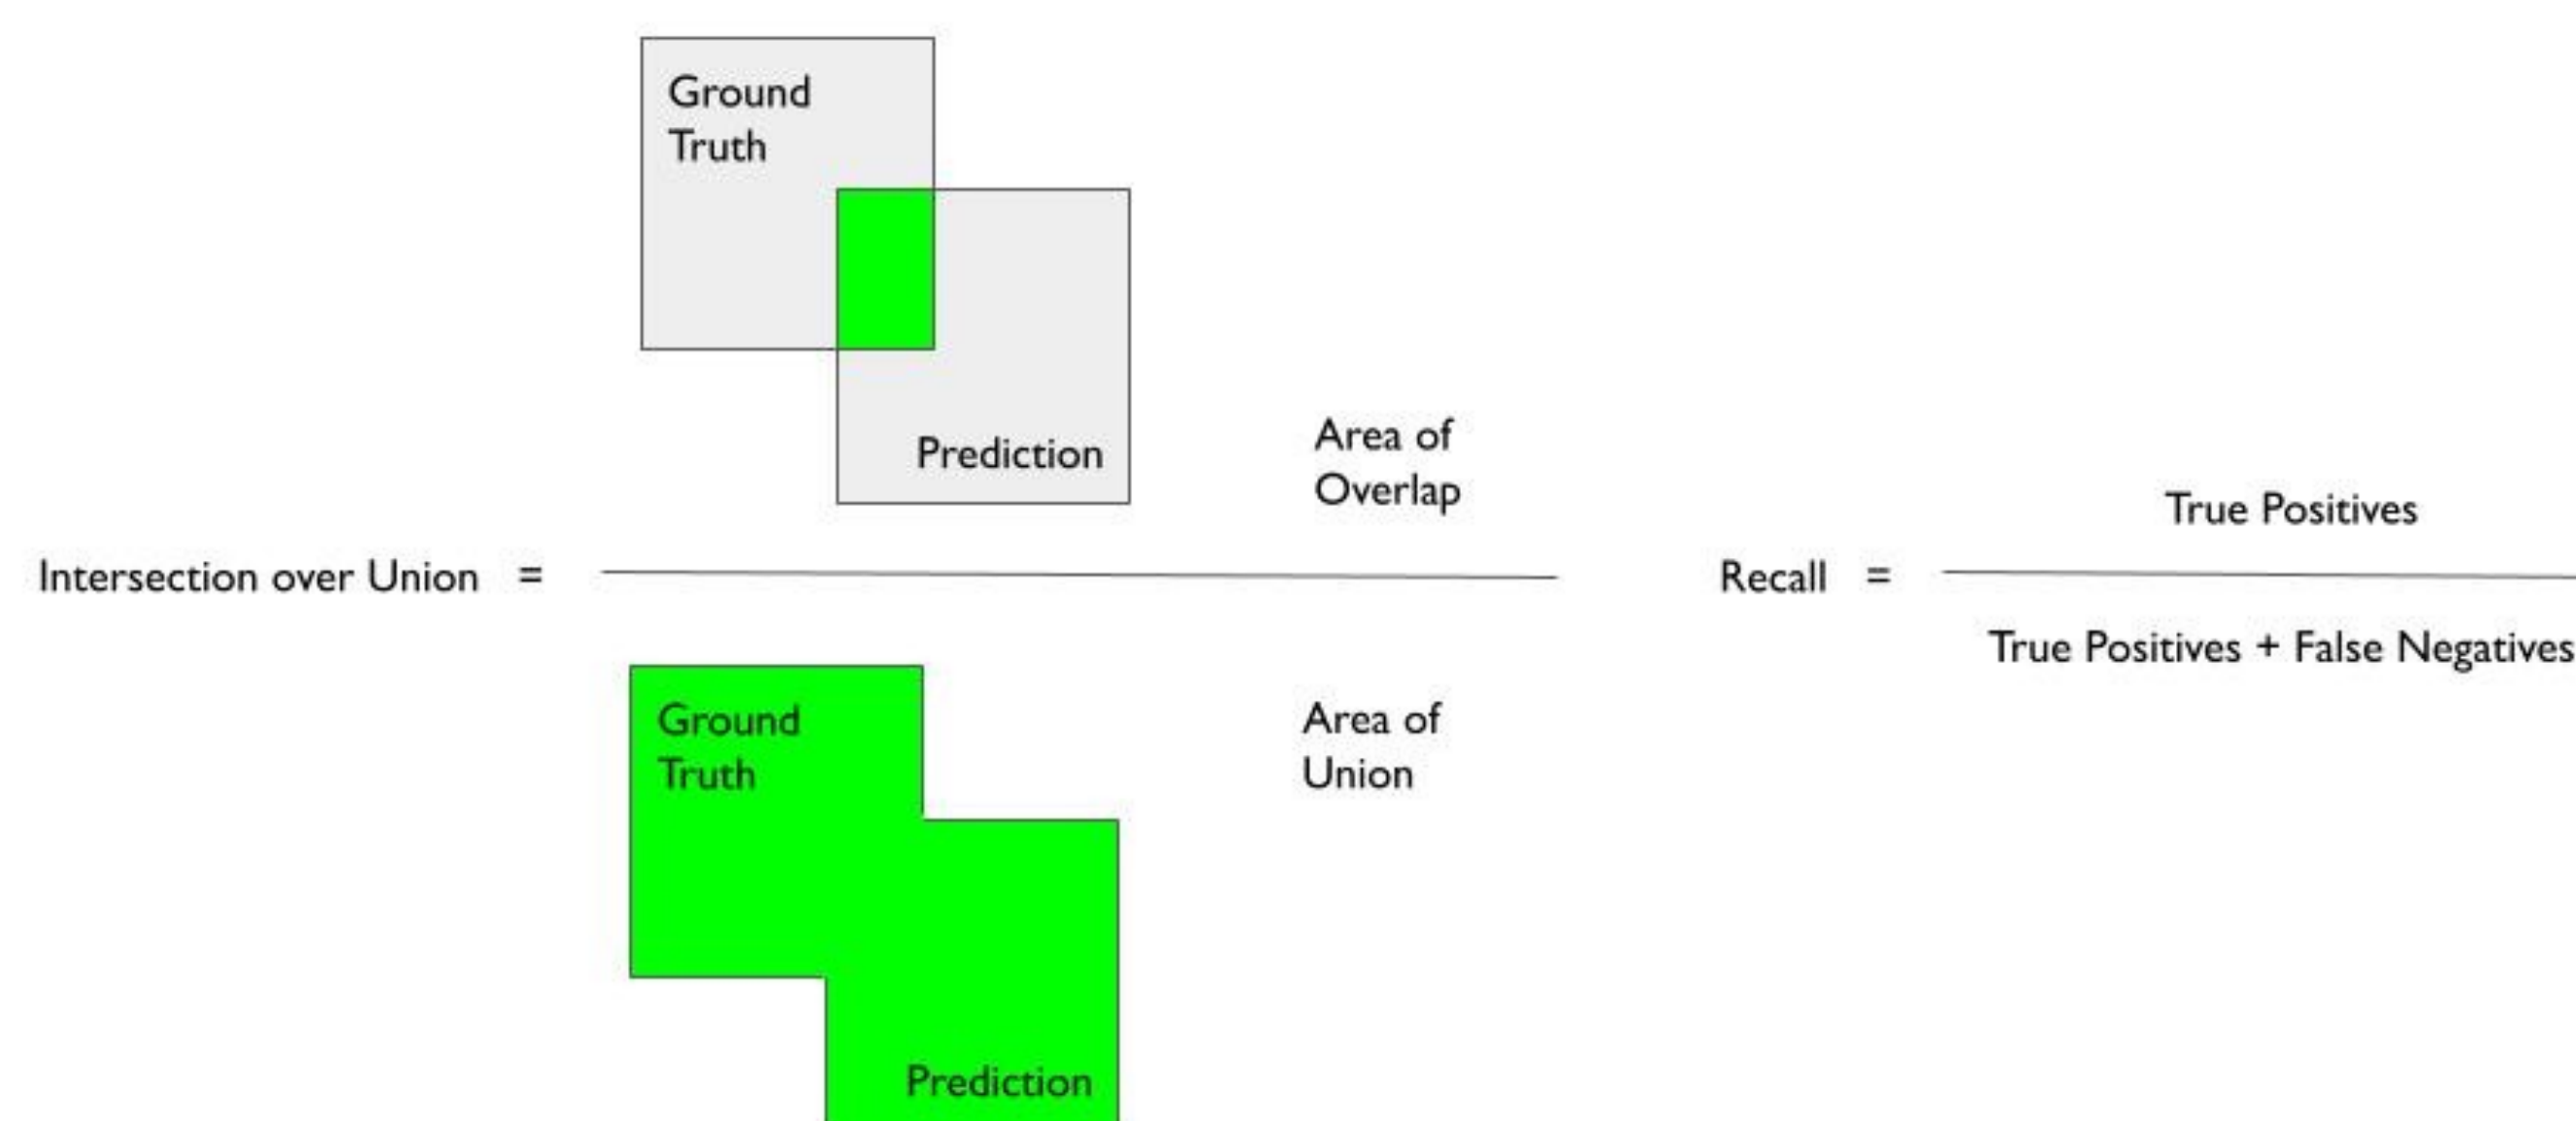 Ground
Truth
Prediction
Area of
Overlap
Intersection over Union =
Ground
Truth
Prediction
Area of
Union
Recall =
True Positives
True Positives + False Negatives